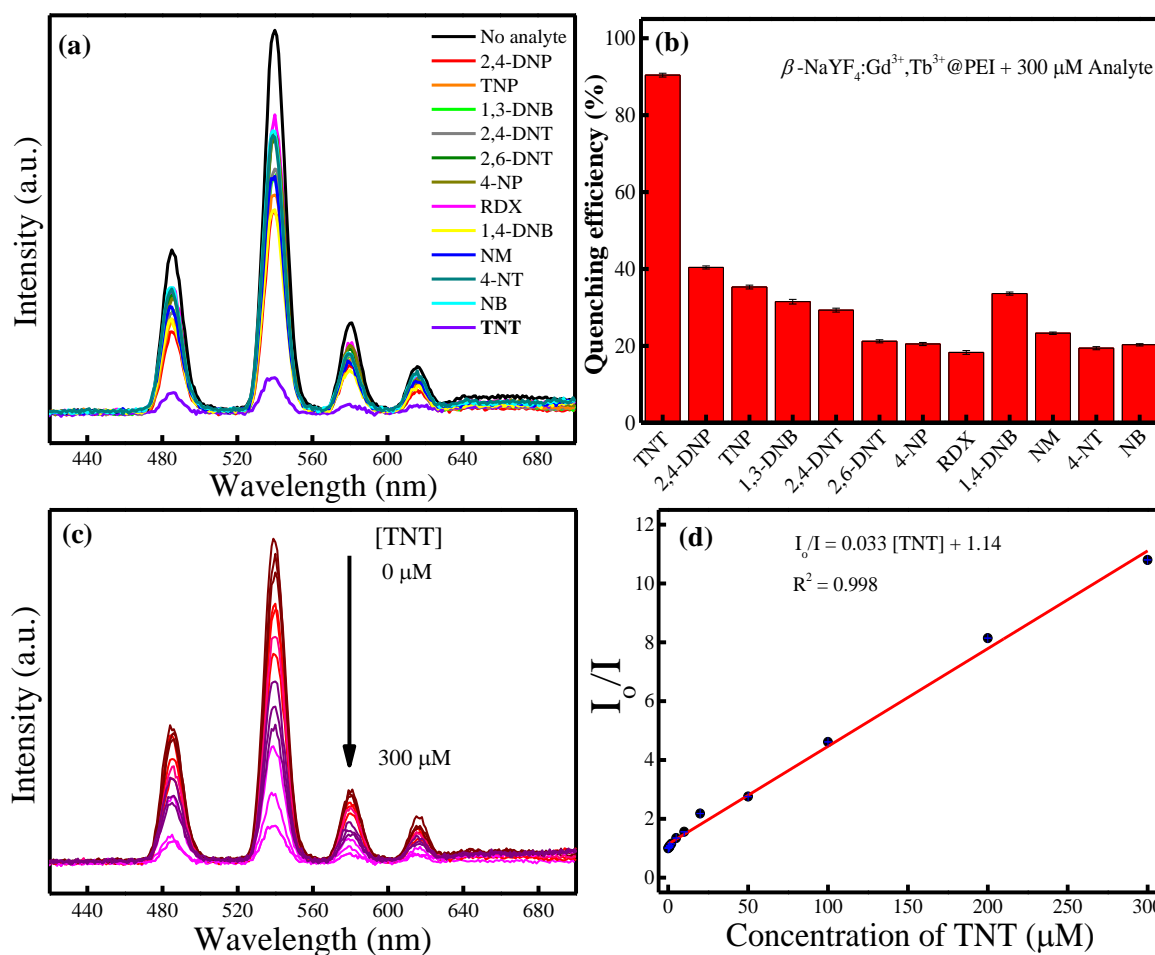 (a)
No analyte
2,4-DNP
TNP
1,3-DNB
2,4-DNT
2,6-DNT
4-NP
RDX
1,4-DNB
NM
4-NT
NB
TNT
Intensity (a.u.)
440 480 520 560 600 640 680
Wavelength (nm)
(b)
β-NaYF₄:Gd³⁺,Tb³⁺@PEI + 300 μM Analyte
Quenching efficiency (%)
100
80
60
40
20
0
TNT 2,4-DNP TNP 1,3-DNB 2,4-DNT 2,6-DNT 4-NP RDX 1,4-DNB NM 4-NT NB
(c)
[TNT]
0 μM
300 μM
Intensity (a.u.)
440 480 520 560 600 640 680
Wavelength (nm)
(d)
Iₒ/I = 0.033 [TNT] + 1.14
R² = 0.998
Iₒ/I
12
10
8
6
4
2
0
0 50 100 150 200 250 300
Concentration of TNT (μM)